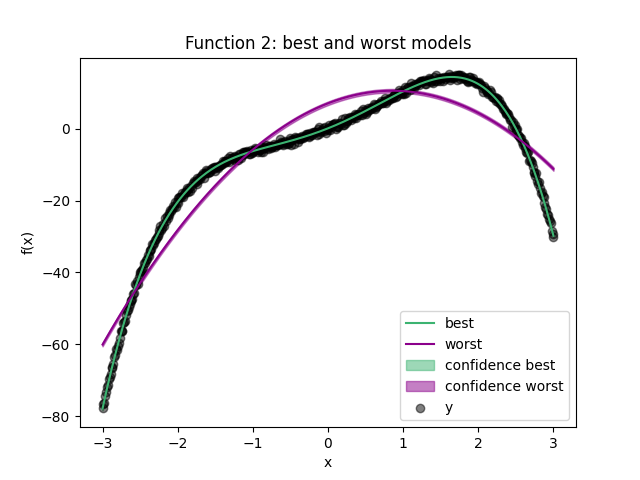 Function 2: best and worst models
f(x)
0
−20
−40
−60
−80
−3
−2
−1
0
1
2
3
x
best
worst
confidence best
confidence worst
y